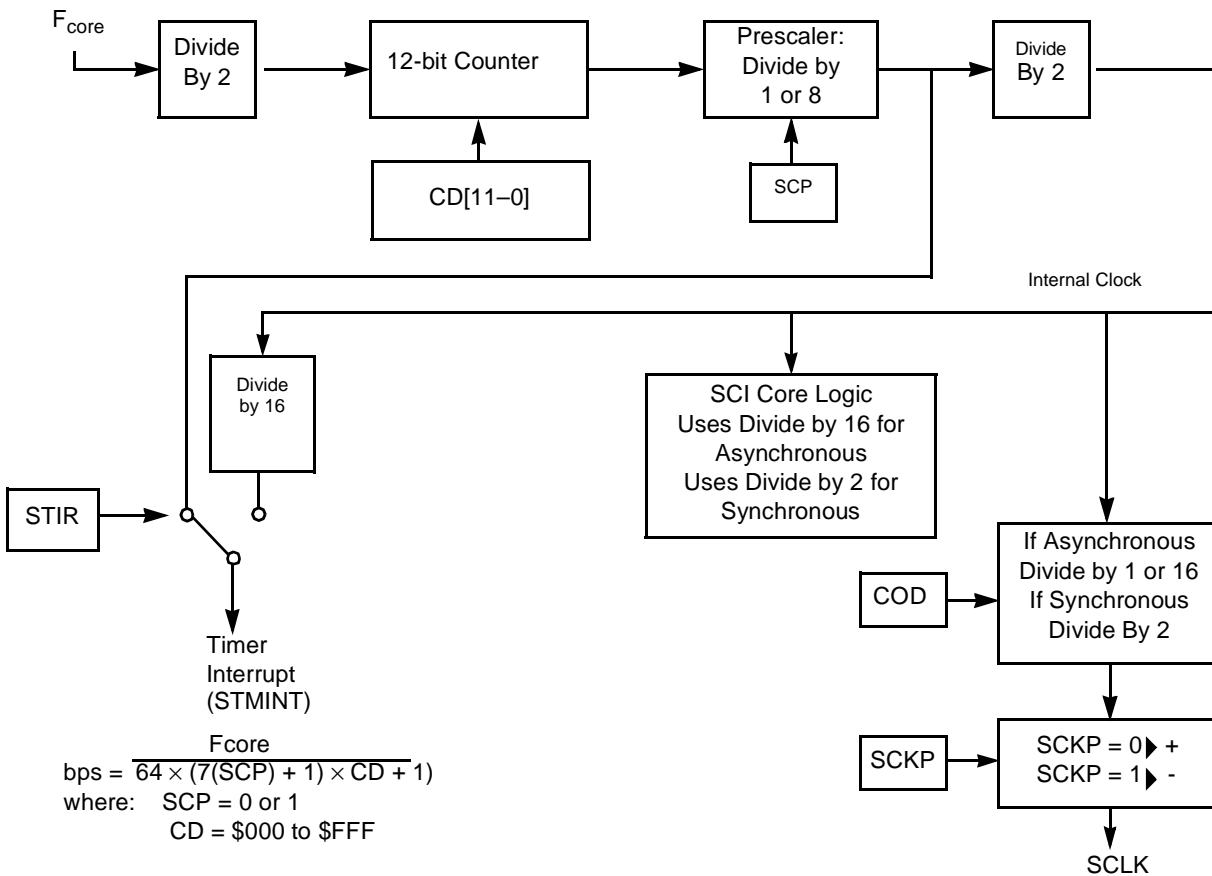 Fcore
Divide
By 2
12-bit Counter
Prescaler:
Divide by
1 or 8
Divide
By 2
CD[11–0]
SCP
Internal Clock
Divide
by 16
SCI Core Logic
Uses Divide by 16 for
Asynchronous
Uses Divide by 2 for
Synchronous
STIR
If Asynchronous
Divide by 1 or 16
If Synchronous
Divide By 2
COD
Timer
Interrupt
(STMINT)
SCKP
SCKP = 0 +
SCKP = 1 -
Fcore
bps = 64 × (7(SCP) + 1) × CD + 1)
where: SCP = 0 or 1
CD = $000 to $FFF
SCLK